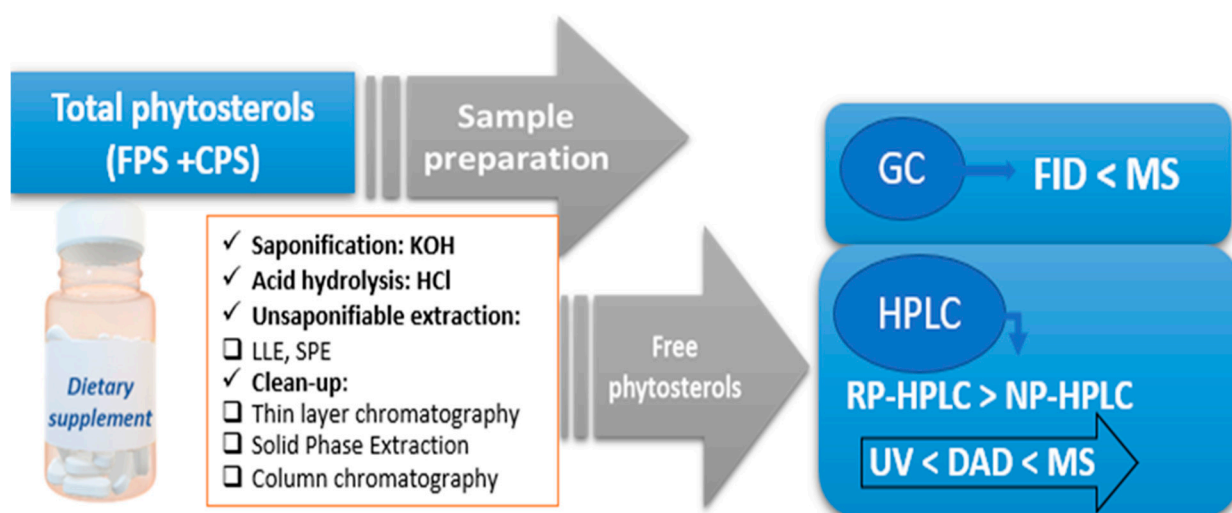 Total phytosterols
(FPS +CPS)
Sample
preparation
✓ Saponification: KOH
✓ Acid hydrolysis: HCl
✓ Unsaponifiable extraction:
❑ LLE, SPE
✓ Clean-up:
❑ Thin layer chromatography
❑ Solid Phase Extraction
❑ Column chromatography
Dietary
supplement
Free
phytosterols
GC
FID < MS
HPLC
RP-HPLC > NP-HPLC
UV < DAD < MS